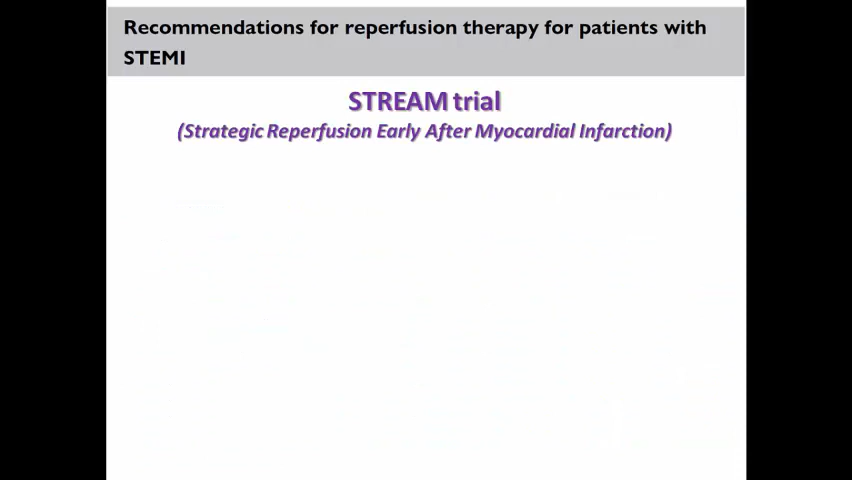 Recommendations for reperfusion therapy for patients with
STEMI
STREAM trial
(Strategic Reperfusion Early After Myocardial Infarction)